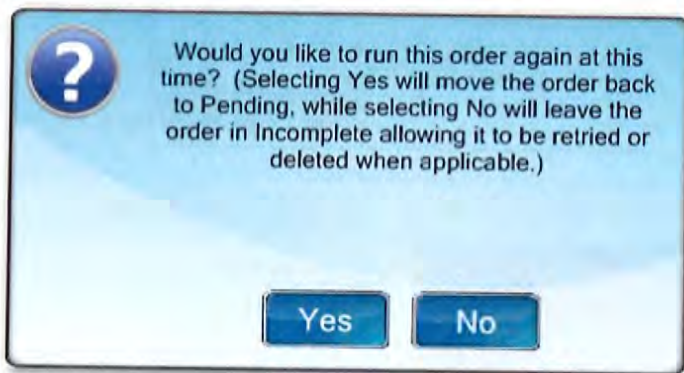 ?
Would you like to run this order again at this
time? (Selecting Yes will move the order back
to Pending, while selecting No will leave the
order in Incomplete allowing it to be retried or
deleted when applicable.)
Yes
No